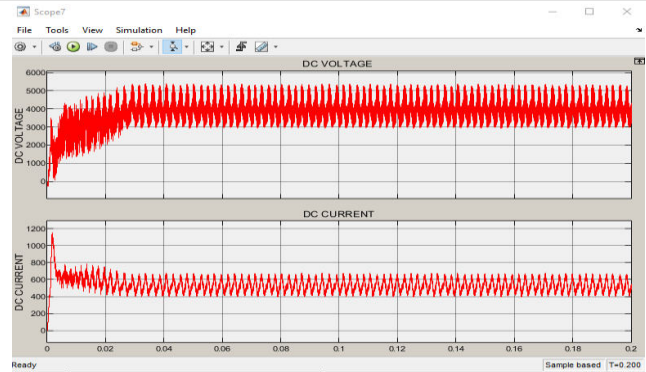 Scope7
File Tools View Simulation Help
DC VOLTAGE
DC VOLTAGE
6000
5000
4000
3000
2000
1000
0
DC CURRENT
DC CURRENT
1200
1000
800
600
400
200
0
0 0.02 0.04 0.06 0.08 0.1 0.12 0.14 0.16 0.18 0.2
Ready Sample based T=0.200